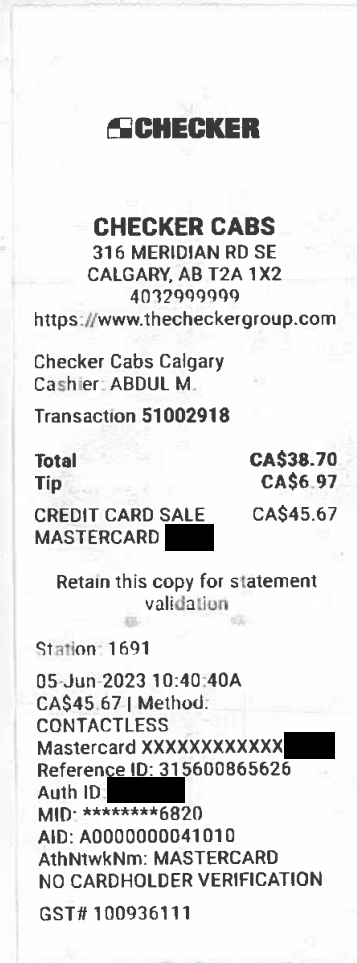 CHECKER
CHECKER CABS
316 MERIDIAN RD SE
CALGARY, AB T2A 1X2
4032999999
https://www.thecheckergroup.com
Checker Cabs Calgary
Cashier: ABDUL M.
Transaction 51002918
Total CA$38.70
Tip CA$6.97
CREDIT CARD SALE CA$45.67
MASTERCARD
Retain this copy for statement
validation
Station: 1691
05-Jun-2023 10:40:40A
CA$45.67 | Method:
CONTACTLESS
Mastercard XXXXXXXXXXXX
Reference ID: 315600865626
Auth ID:
MID: ********6820
AID: A0000000041010
AthNtwkNm: MASTERCARD
NO CARDHOLDER VERIFICATION
GST# 100936111